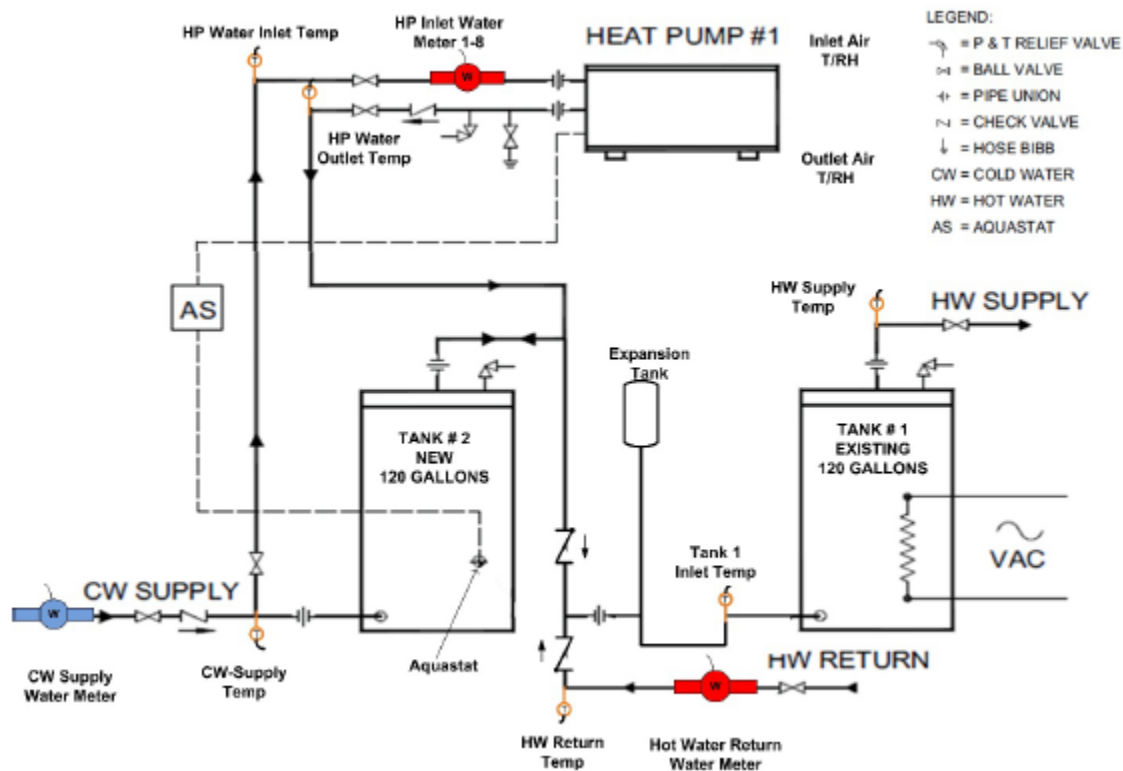 HP Water Inlet Temp
HP Inlet Water
Meter 1-8
W
HEAT PUMP #1
Inlet Air
T/RH
Outlet Air
T/RH
LEGEND:
= P & T RELIEF VALVE
= BALL VALVE
= PIPE UNION
= CHECK VALVE
= HOSE BIBB
CW = COLD WATER
HW = HOT WATER
AS = AQUASTAT
T
T
HP Water
Outlet Temp
AS
HW Supply
Temp
T
HW SUPPLY
Expansion
Tank
TANK # 2
NEW
120 GALLONS
TANK # 1
EXISTING
120 GALLONS
VAC
Tank 1
Inlet Temp
T
CW SUPPLY
W
T
CW Supply
Water Meter
CW-Supply
Temp
Aquastat
HW RETURN
W
T
HW Return
Temp
Hot Water Return
Water Meter